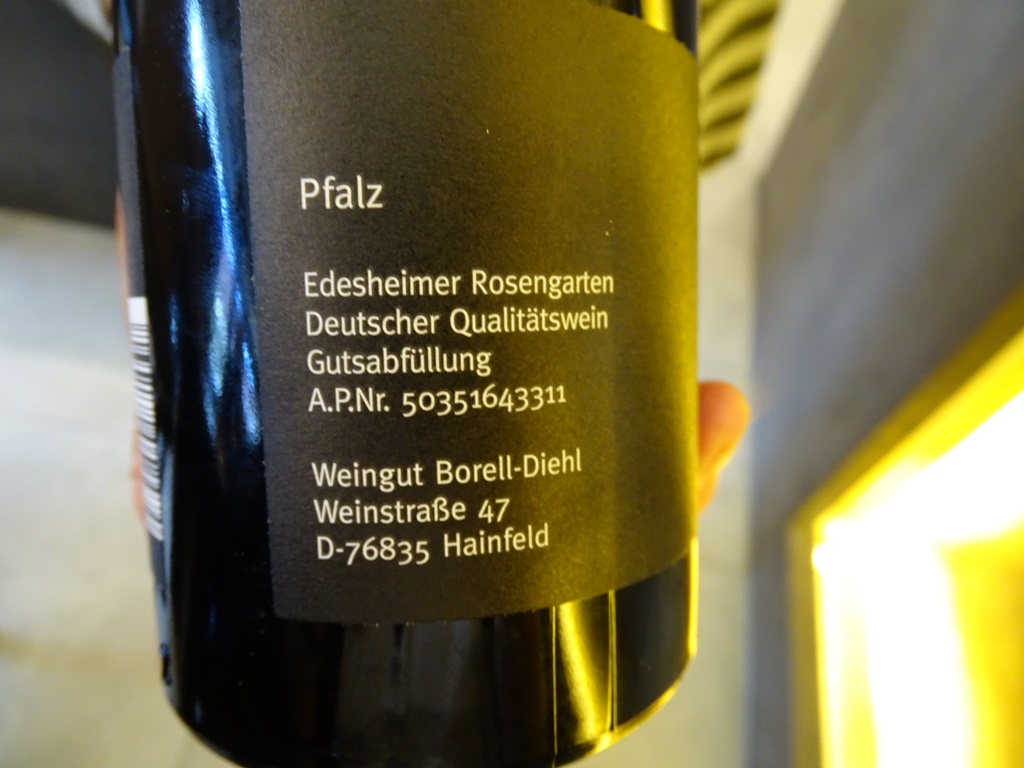 Pfalz
Edesheimer Rosengarten
Deutscher Qualitätswein
Gutsabfüllung
A.P.Nr. 50351643311
Weingut Borell-Diehl
Weinstraße 47
D-76835 Hainfeld